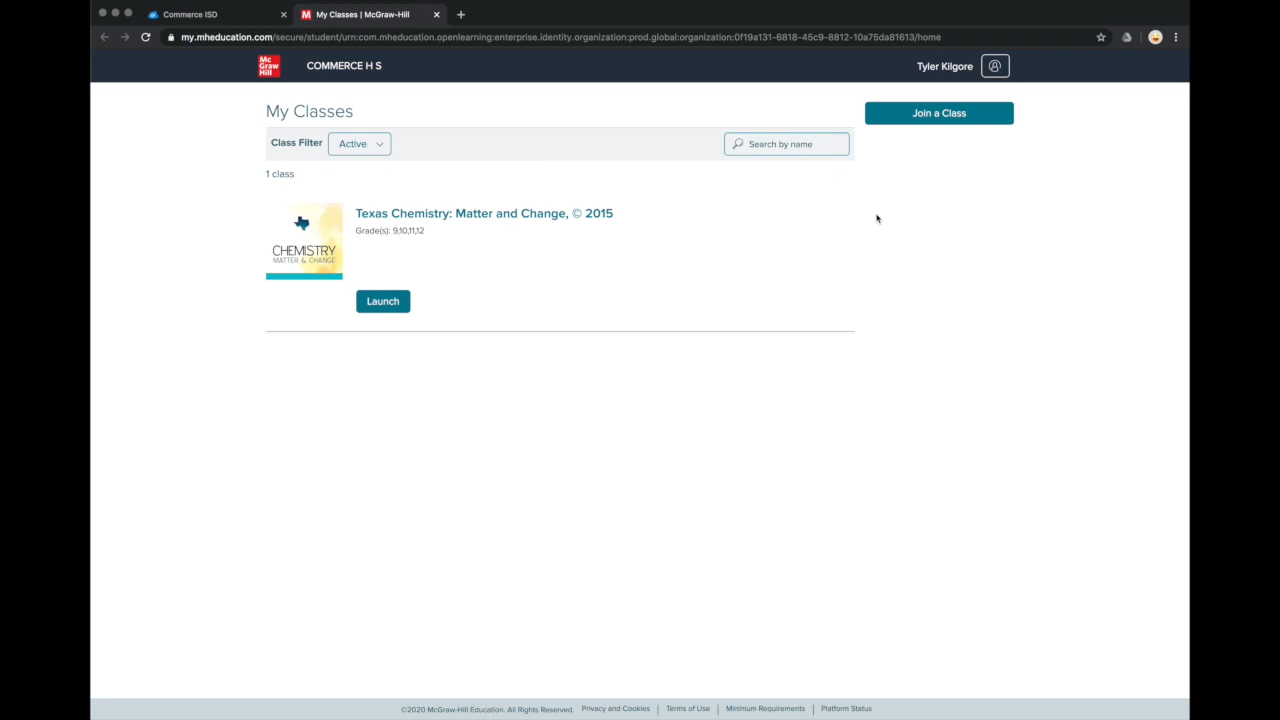 Commerce ISD
My Classes | McGraw-Hill
my.mheducation.com/secure/student/urn:com.mheducation.openlearning:enterprise.identity.organization:prod.global:organization:0f19a131-6818-45c9-8812-10a75da81613/home
Mc Graw Hill
COMMERCE H S
Tyler Kilgore
My Classes
Join a Class
Class Filter
Active
Search by name
1 class
CHEMISTRY
MATTER & CHANGE
Texas Chemistry: Matter and Change, © 2015
Grade(s): 9,10,11,12
Launch
©2020 McGraw-Hill Education. All Rights Reserved. Privacy and Cookies | Terms of Use | Minimum Requirements | Platform Status